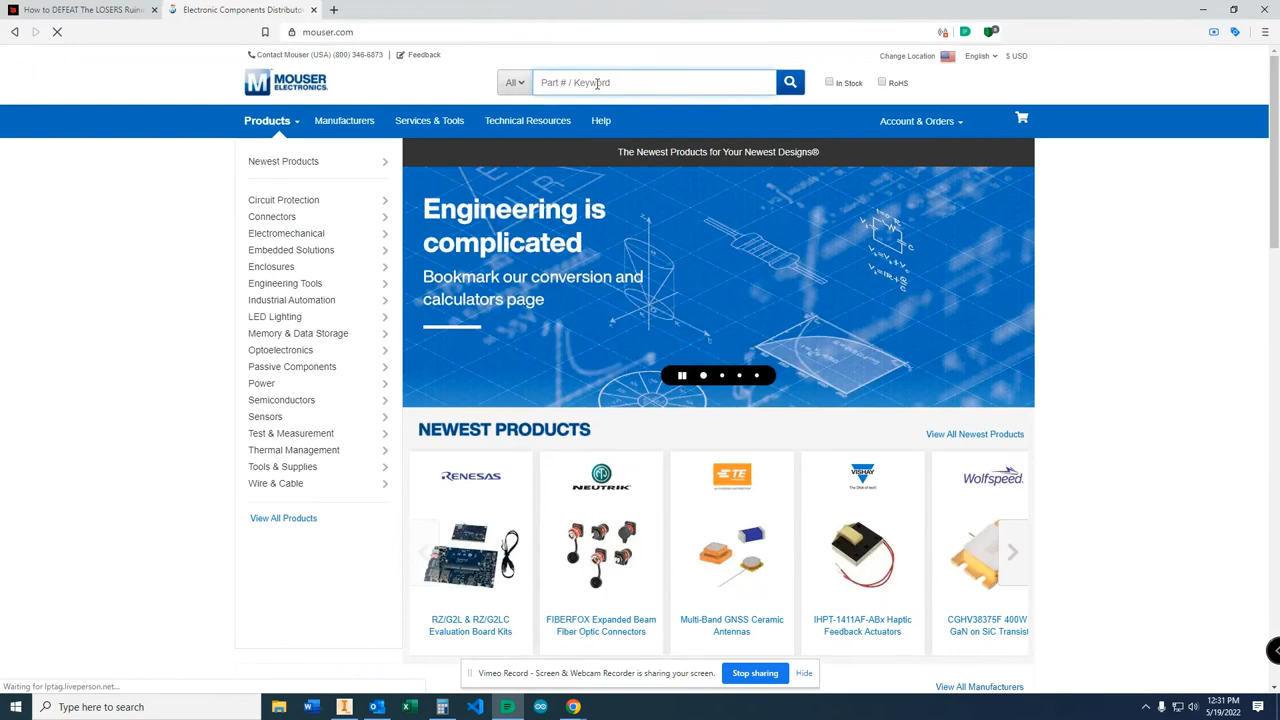 How to DEFEAT The LOSERS Ruin
Electronic Components Distributor
mouser.com
Contact Mouser (USA) (800) 346-6873
Feedback
Change Location
English
$ USD
MOUSER
ELECTRONICS
All
Part # / Keyword
In Stock
RoHS
Products
Manufacturers
Services & Tools
Technical Resources
Help
Account & Orders
Newest Products
Circuit Protection
Connectors
Electromechanical
Embedded Solutions
Enclosures
Engineering Tools
Industrial Automation
LED Lighting
Memory & Data Storage
Optoelectronics
Passive Components
Power
Semiconductors
Sensors
Test & Measurement
Thermal Management
Tools & Supplies
Wire & Cable
View All Products
The Newest Products for Your Newest Designs®
Engineering is
complicated
Bookmark our conversion and
calculators page
NEWEST PRODUCTS
View All Newest Products
RENESAS
NEUTRIK
TE
VISHAY
Wolfspeed
RZ/G2L & RZ/G2LC
Evaluation Board Kits
FIBERFOX Expanded Beam
Fiber Optic Connectors
Multi-Band GNSS Ceramic
Antennas
IHPT-1411AF-ABx Haptic
Feedback Actuators
CGHV38375F 400W
GaN on SiC Transist
Vimeo Record - Screen & Webcam Recorder is sharing your screen.
Stop sharing
Hide
Waiting for lptag.liveperson.net...
View All Manufacturers
Type here to search
12:31 PM
5/19/2022